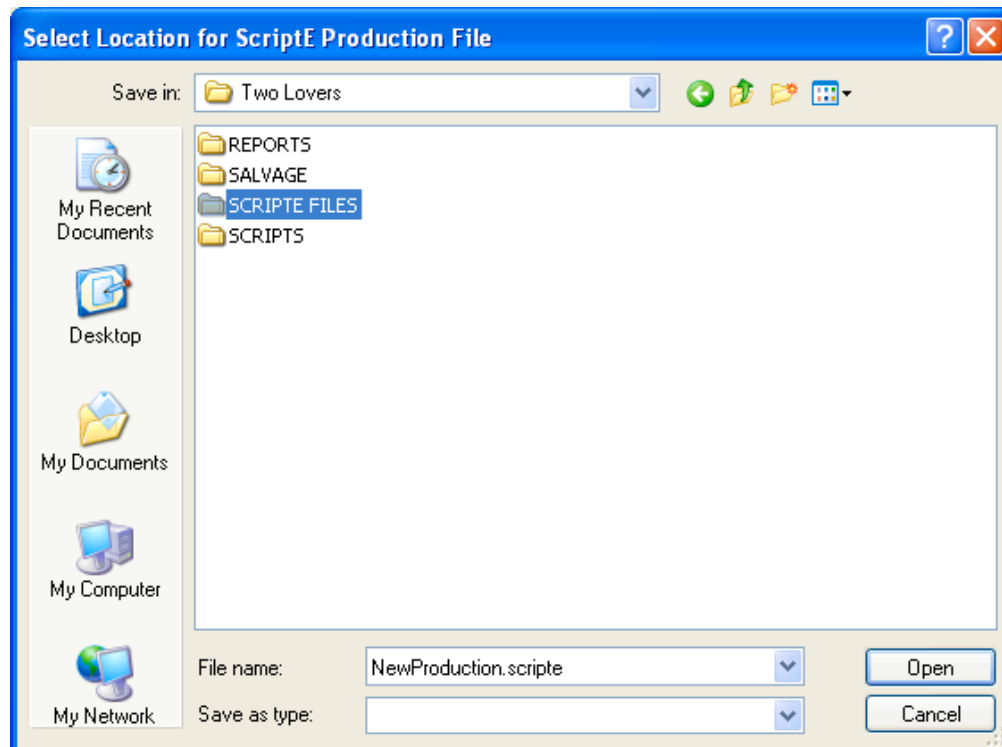 Select Location for ScriptE Production File
Save in:
Two Lovers
REPORTS
SALVAGE
SCRIPTE FILES
SCRIPTS
My Recent
Documents
Desktop
My Documents
My Computer
My Network
File name:
NewProduction.scripte
Open
Save as type:
Cancel